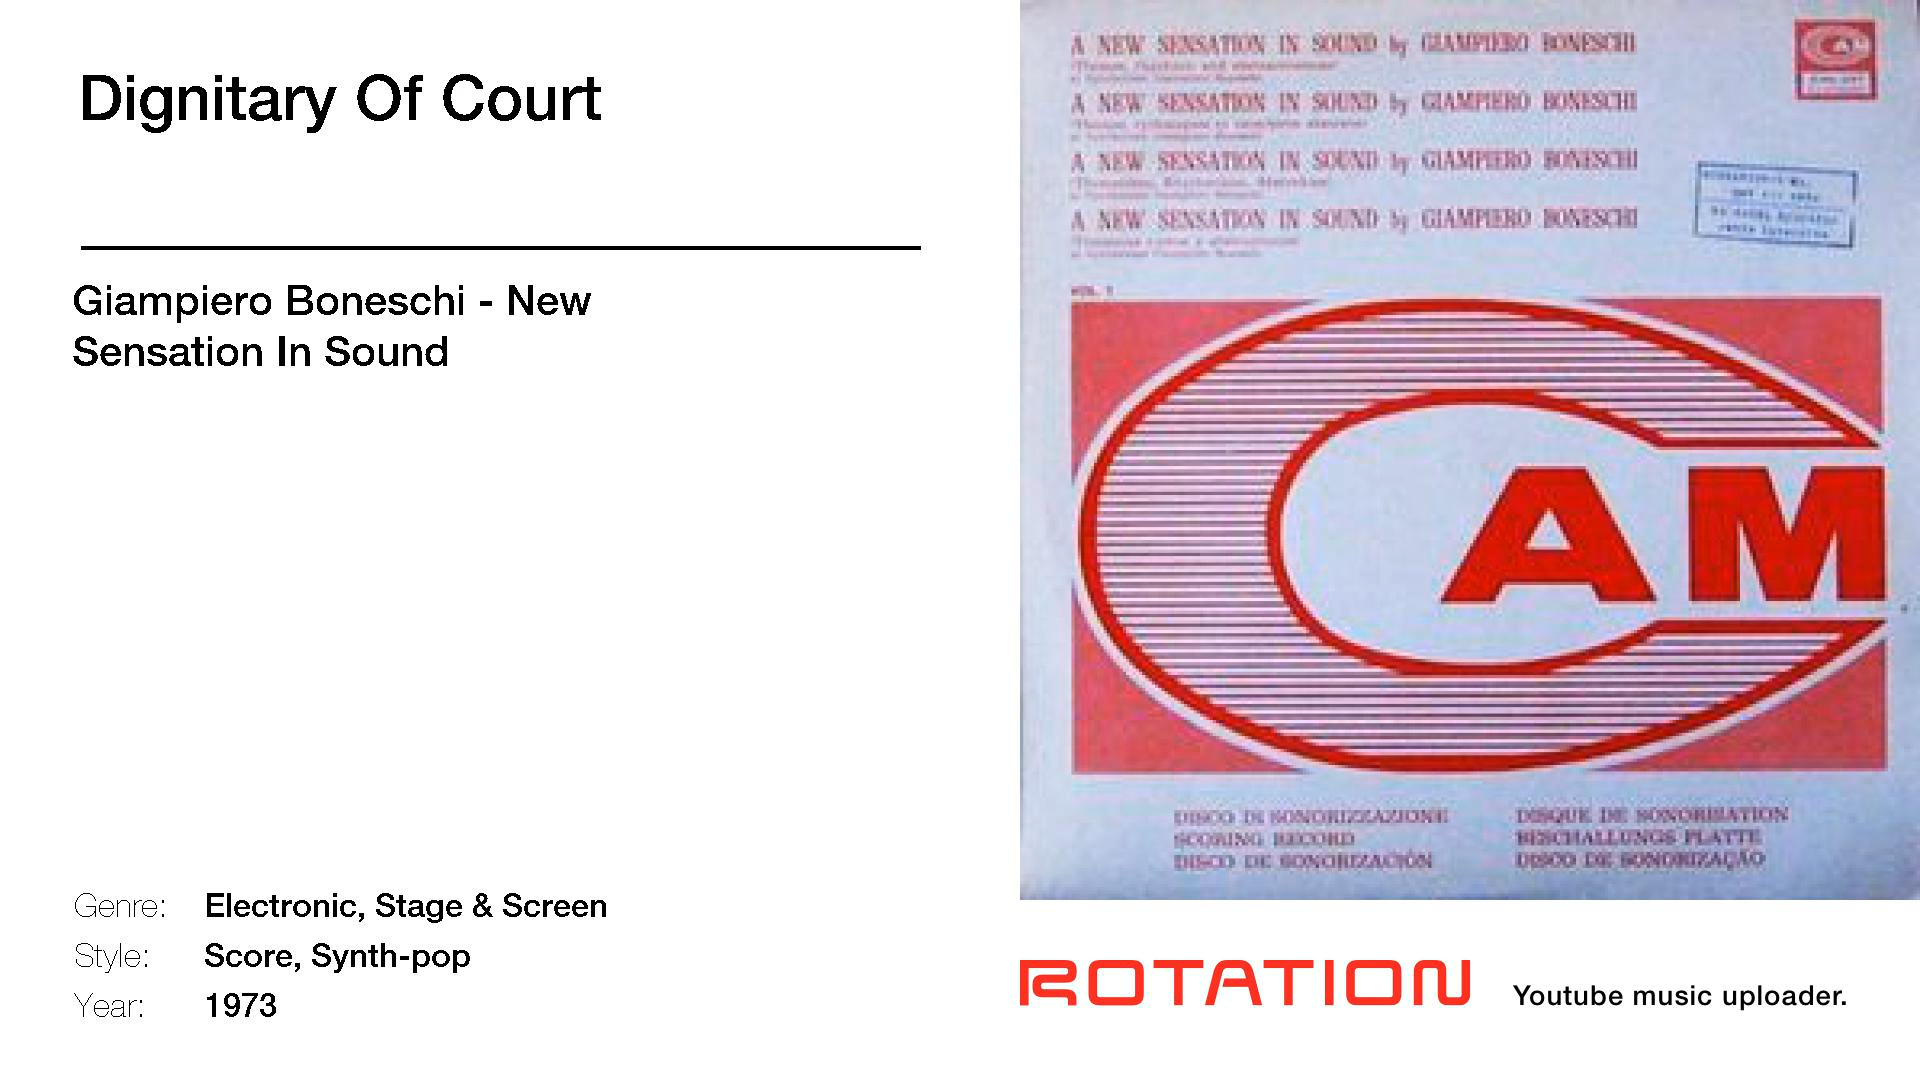 Dignitary Of Court
Giampiero Boneschi - New
Sensation In Sound
Genre: Electronic, Stage & Screen
Style: Score, Synth-pop
Year: 1973
A NEW SENSATION IN SOUND by GIAMPIERO BONESCHI
A NEW SENSATION IN SOUND by GIAMPIERO BONESCHI
A NEW SENSATION IN SOUND by GIAMPIERO BONESCHI
A NEW SENSATION IN SOUND by GIAMPIERO BONESCHI
CAM
DISCO DI SONORIZZAZIONE
SCORING RECORD
DISCO DE SONORIZACIÓN
DISQUE DE SONORISATION
BESCHALLUNGS PLATTE
DISCO DE SONORIZAÇÃO
ROTATION
Youtube music uploader.